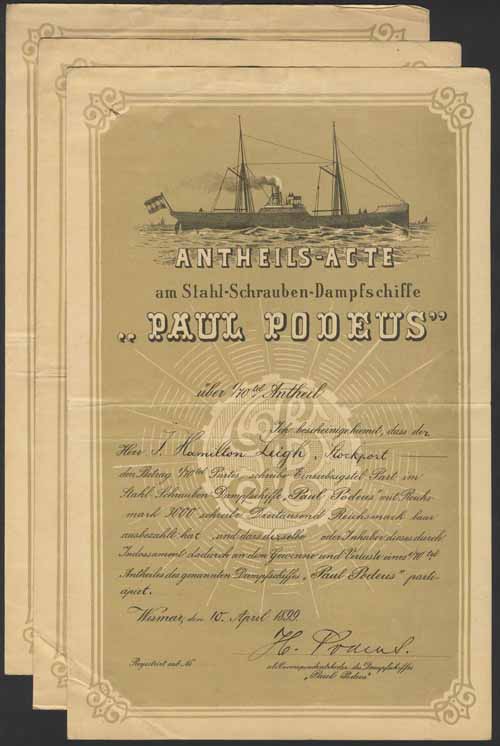 ANTHEILS-ACTE
am Stahl-Schrauben-Dampfschiffe
„PAUL PODEUS”
über 1/70tel Antheil
Ich bescheinige hiermit, dass der
Herr J. Hamilton Leigh, Stockport
den Betrag 1/70tel Partes, schreibe Einsiebzigstel Part im
Stahl-Schrauben-Dampfschiffe „Paul Podeus” mit Reichs-
mark 3000 schreibe Dreitausend Reichsmark baar
ausbezahlt hat, und dass derselbe oder Inhaber dieses durch
Indossament dadurch an dem Gewinne und Verluste eines 1/70tel
Antheiles des genannten Dampfschiffes „Paul Podeus” parti-
cipiret.
Wismar, den 10. April 1899.
H. Podeus.
Registrirt sub No
als Correspondentrheder des Dampfschiffes
„Paul Podeus”